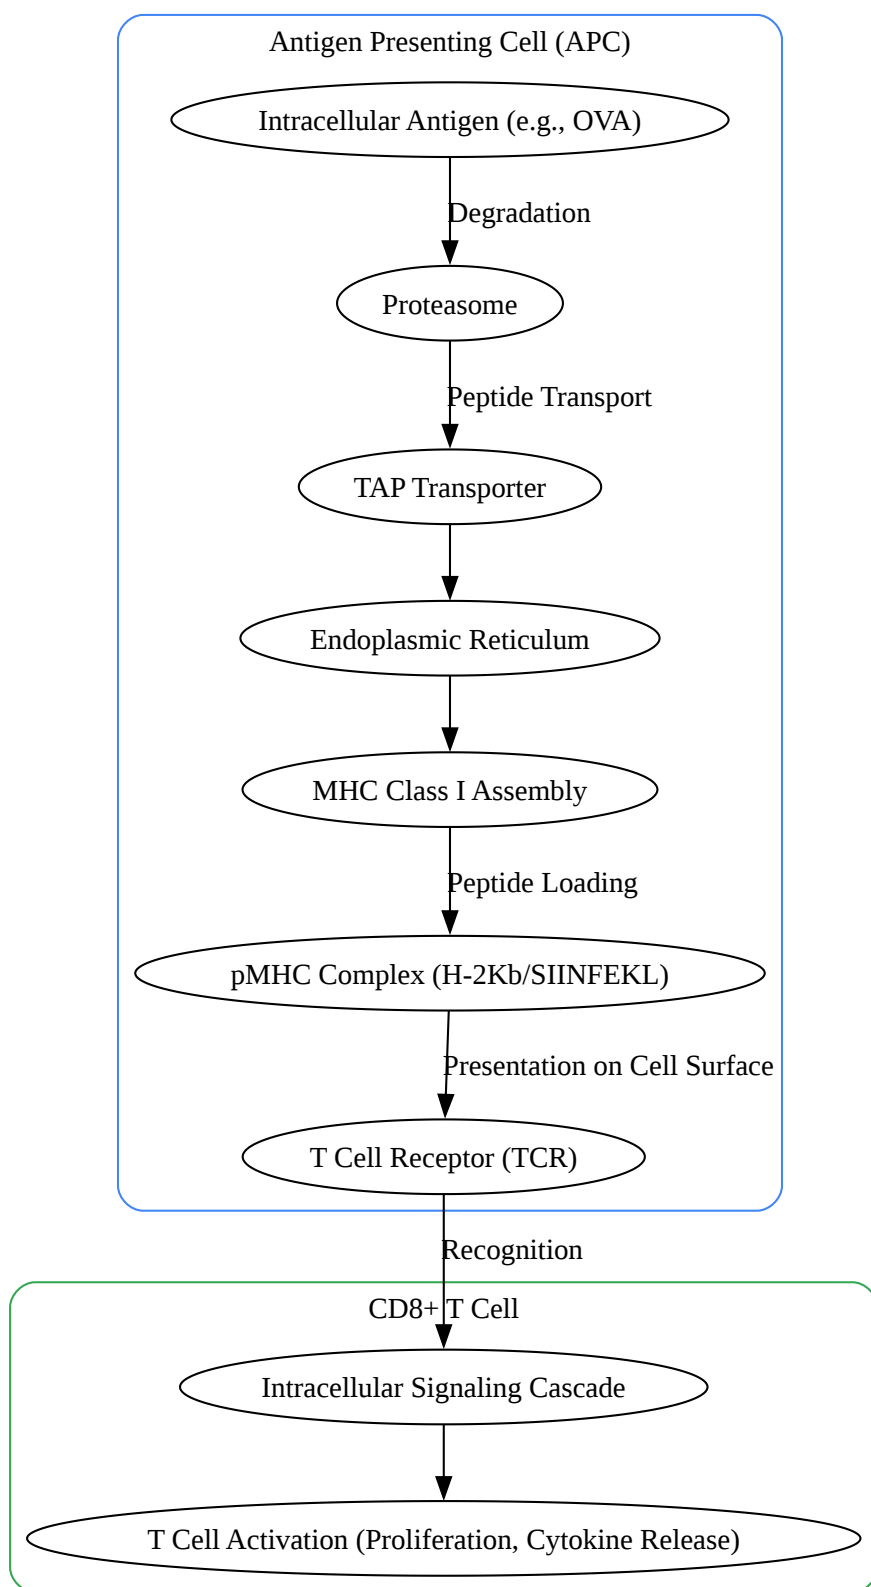 Antigen Presenting Cell (APC)
Intracellular Antigen (e.g., OVA)
Degradation
Proteasome
Peptide Transport
TAP Transporter
Endoplasmic Reticulum
MHC Class I Assembly
Peptide Loading
pMHC Complex (H-2Kb/SIINFEKL)
Presentation on Cell Surface
T Cell Receptor (TCR)
Recognition
CD8+ T Cell
Intracellular Signaling Cascade
T Cell Activation (Proliferation, Cytokine Release)